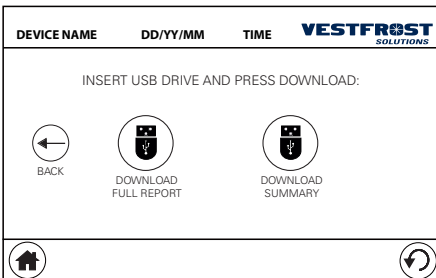 DEVICE NAME DD/YY/MM TIME VESTFROST
SOLUTIONS
INSERT USB DRIVE AND PRESS DOWNLOAD:
BACK
DOWNLOAD
FULL REPORT
DOWNLOAD
SUMMARY